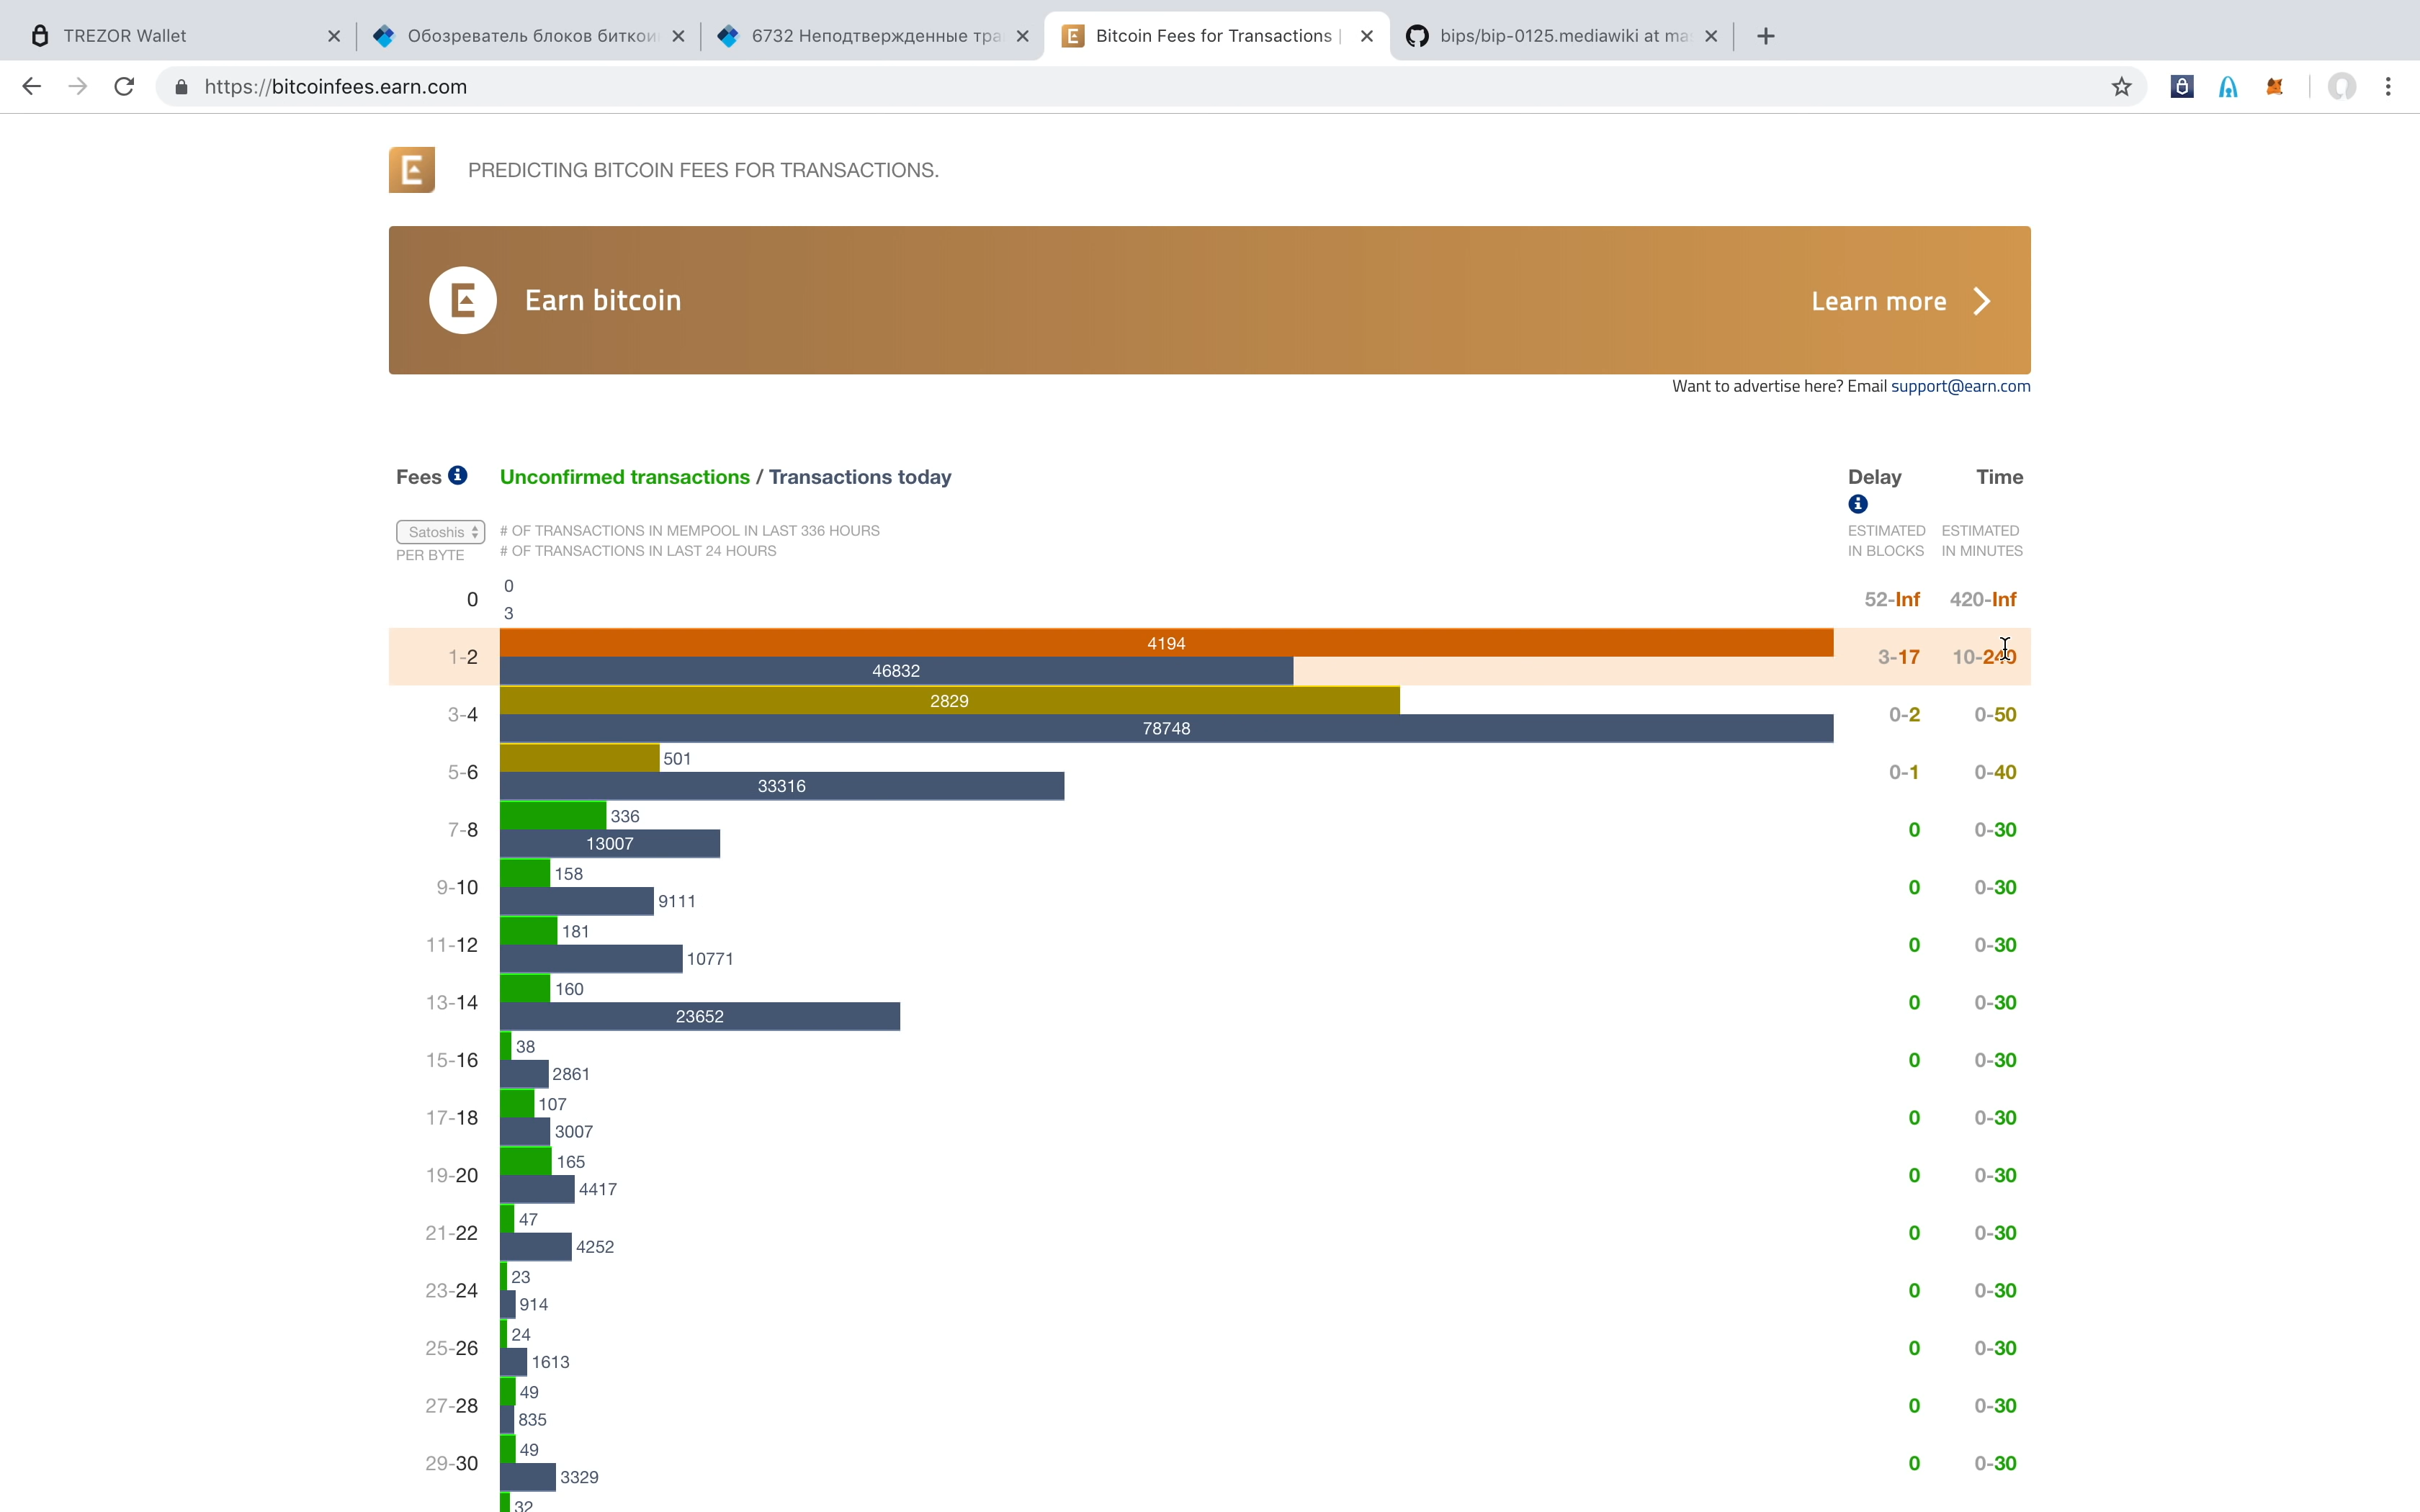 TREZOR Wallet
Обозреватель блоков биткои
6732 Неподтвержденные тра
Bitcoin Fees for Transactions |
bips/bip-0125.mediawiki at ma
https://bitcoinfees.earn.com
PREDICTING BITCOIN FEES FOR TRANSACTIONS.
Earn bitcoin
Learn more
Want to advertise here? Email support@earn.com
Fees Unconfirmed transactions / Transactions today Delay Time
Satoshis # OF TRANSACTIONS IN MEMPOOL IN LAST 336 HOURS ESTIMATED ESTIMATED
PER BYTE # OF TRANSACTIONS IN LAST 24 HOURS IN BLOCKS IN MINUTES
0
0 52-Inf 420-Inf
3
4194
1-2 3-17 10-240
46832
2829
3-4 0-2 0-50
78748
501
5-6 0-1 0-40
33316
336
7-8 0 0-30
13007
158
9-10 0 0-30
9111
181
11-12 0 0-30
10771
160
13-14 0 0-30
23652
38
15-16 0 0-30
2861
107
17-18 0 0-30
3007
165
19-20 0 0-30
4417
47
21-22 0 0-30
4252
23
23-24 0 0-30
914
24
25-26 0 0-30
1613
49
27-28 0 0-30
835
49
29-30 0 0-30
3329
32